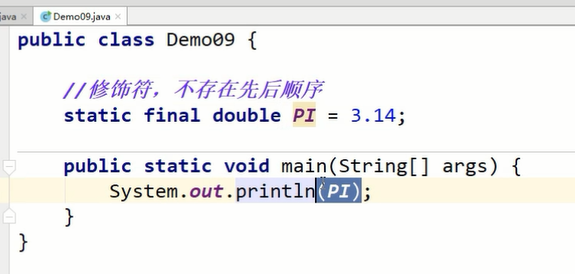 java
Demo09.java
public class Demo09 {
//修饰符，不存在先后顺序
static final double PI = 3.14;
public static void main(String[] args) {
System.out.println(PI);
}
}